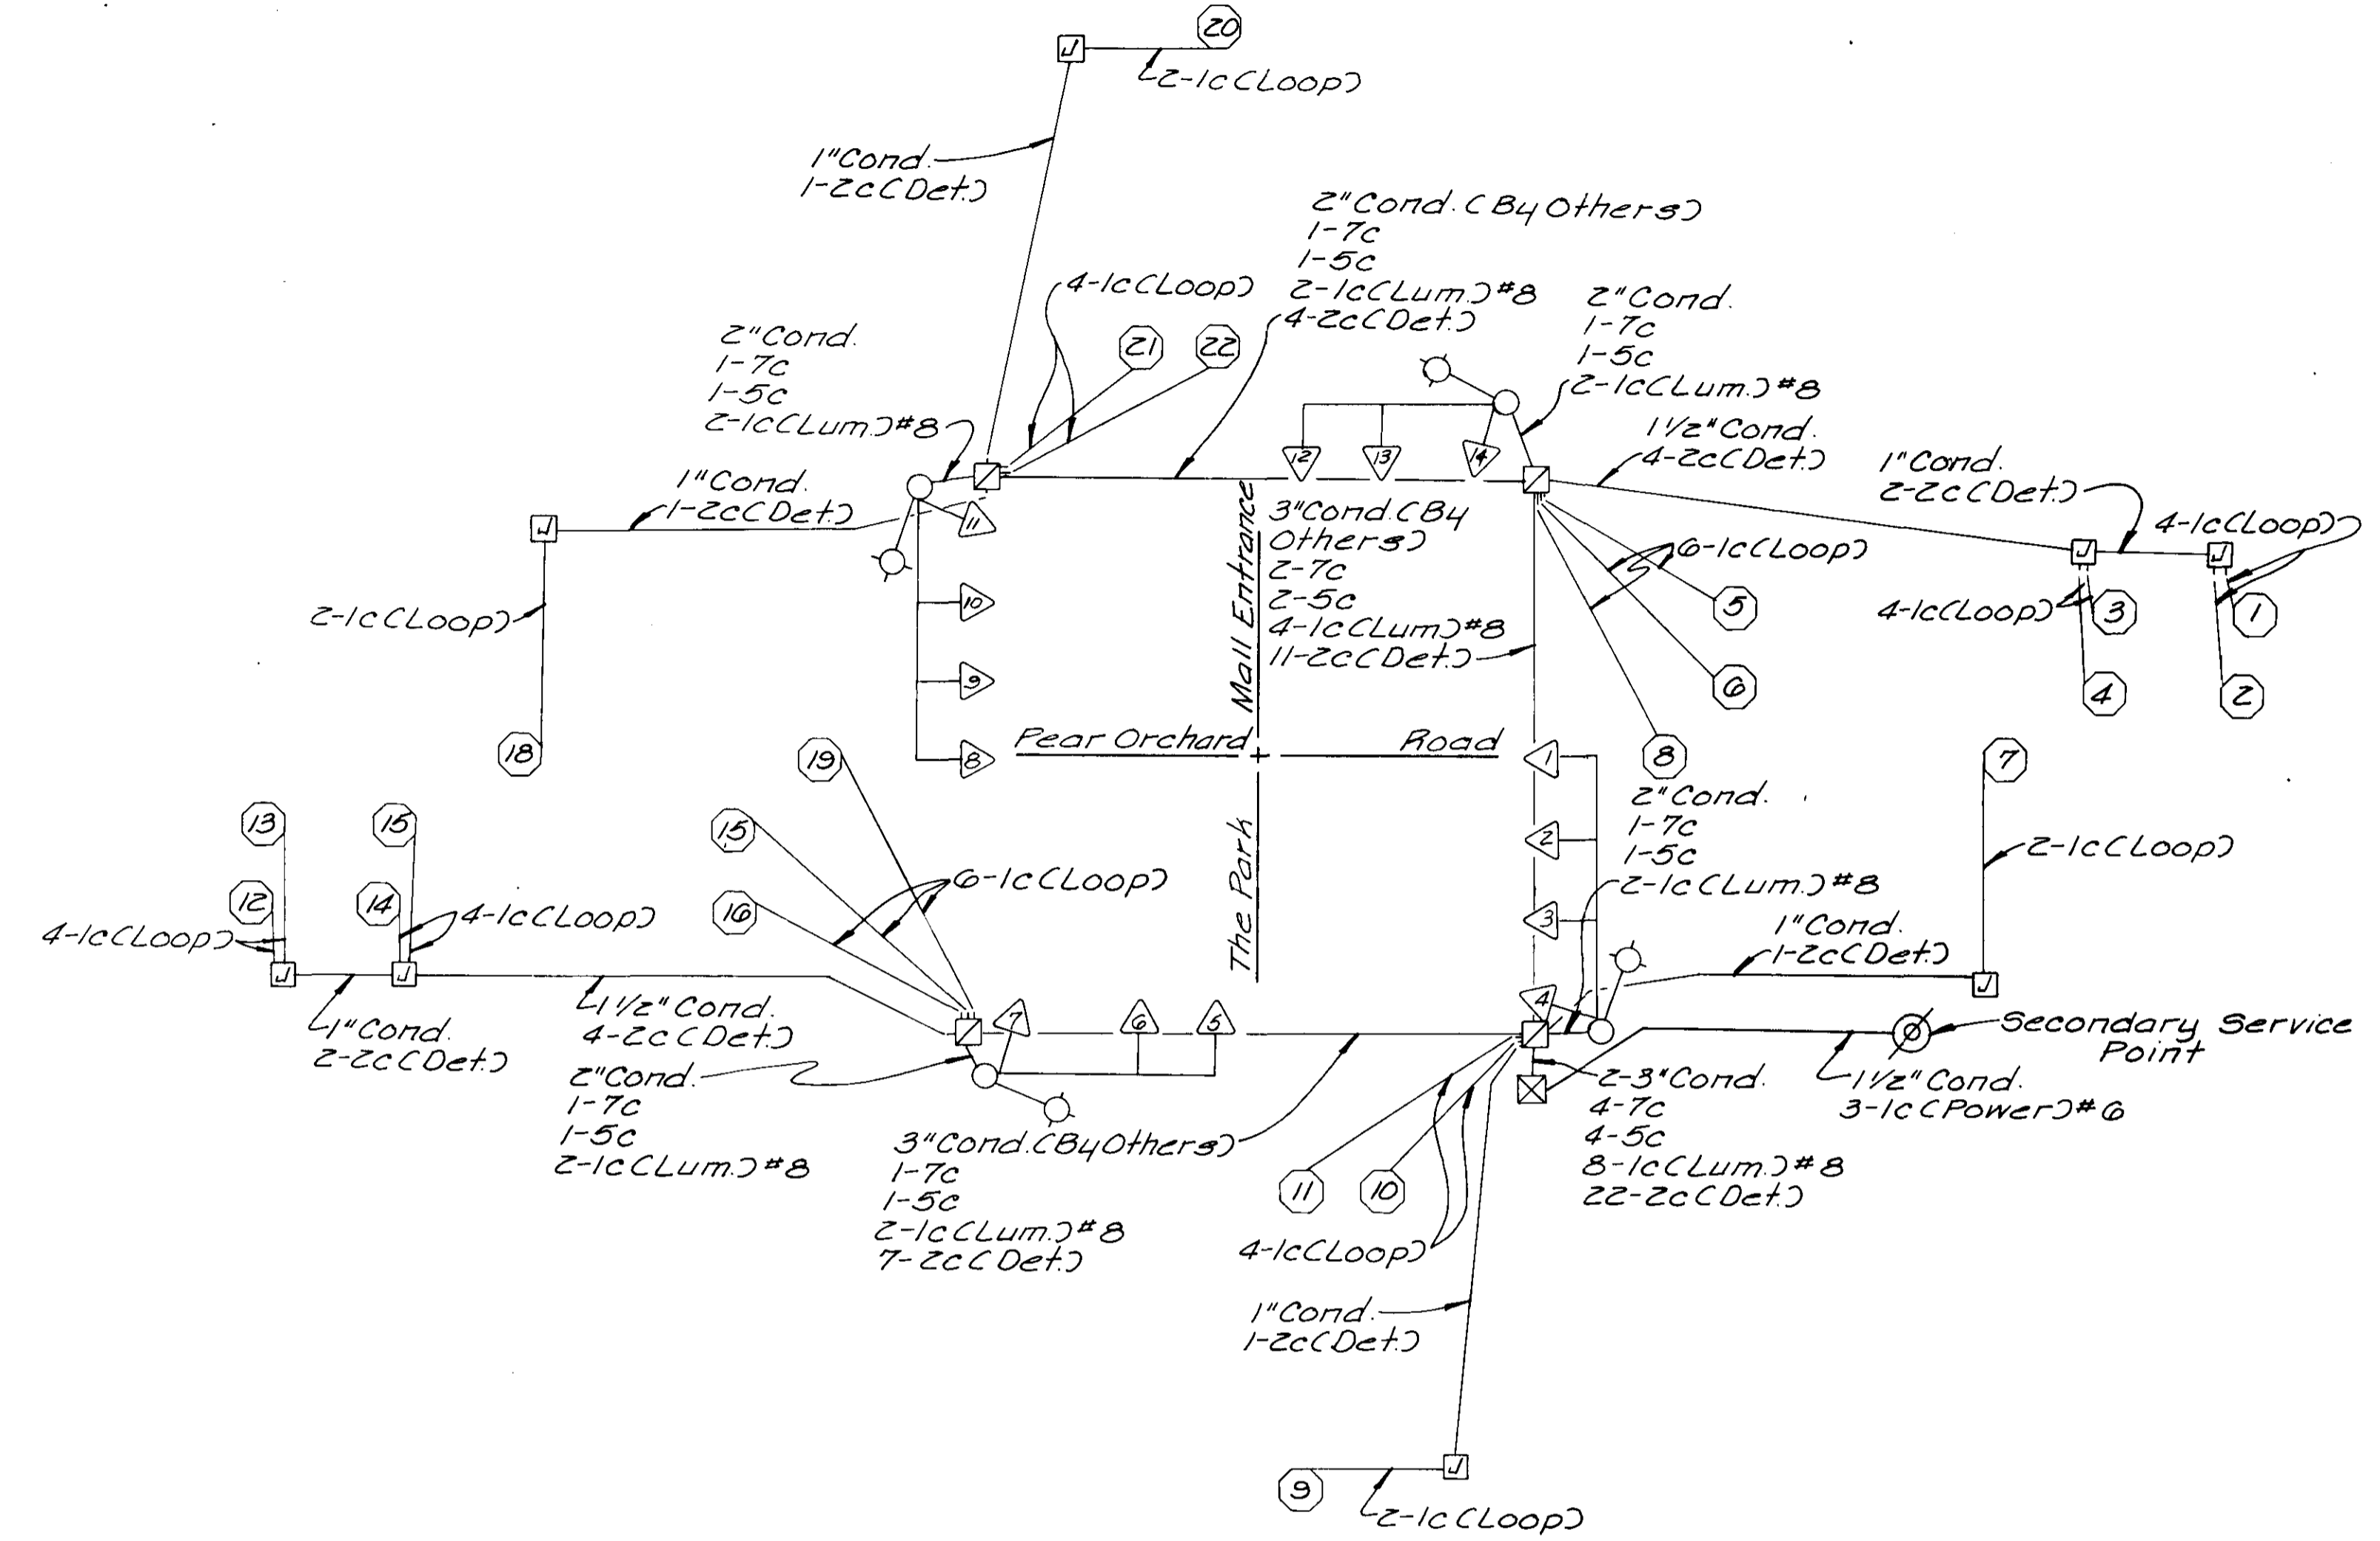 20
J
2-1c(Loop)
1"Cond.
1-2c(Det.)
2"Cond.(By Others)
1-7c
1-5c
2-1c(Lum.)#8
4-2c(Det.)
4-1c(Loop)
21
22
2"Cond.
1-7c
1-5c
2-1c(Lum.)#8
2"Cond.
1-7c
1-5c
2-1c(Lum.)#8
12
13
14
1 1/2"Cond.
4-2c(Det.)
1"Cond.
2-2c(Det.)
4-1c(Loop)
J
J
4-1c(Loop)
3
1
4
2
1"Cond.
1-2c(Det.)
J
2-1c(Loop)
18
11
10
9
8
Mall Entrance
3"Cond.(By
Others)
2-7c
2-5c
4-1c(Lum)#8
11-2c(Det.)
6-1c(Loop)
5
6
8
Pear Orchard
Road
1
2
3
4
7
2-1c(Loop)
2"Cond.
1-7c
1-5c
2-1c(Lum.)#8
1"Cond.
1-2c(Det.)
J
19
15
16
6-1c(Loop)
The Park
13
15
12
14
4-1c(Loop)
4-1c(Loop)
J
J
1"Cond.
2-2c(Det.)
1 1/2"Cond.
4-2c(Det.)
2"Cond.
1-7c
1-5c
2-1c(Lum.)#8
7
6
5
3"Cond.(By Others)
1-7c
1-5c
2-1c(Lum.)#8
7-2c(Det.)
Secondary Service
Point
1 1/2"Cond.
3-1c(Power)#6
2-3"Cond.
4-7c
4-5c
8-1c(Lum.)#8
22-2c(Det.)
11
10
4-1c(Loop)
1"Cond.
1-2c(Det.)
J
9
2-1c(Loop)